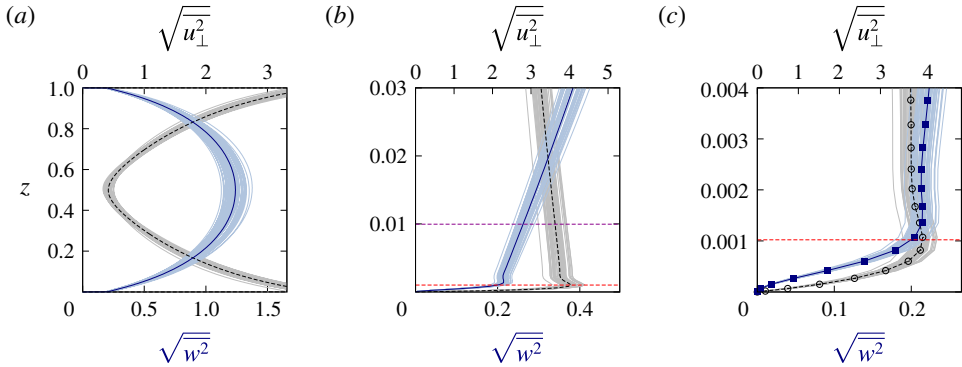 (a) (b) (c)
√(u⊥²) √(u⊥²) √(u⊥²)
0 1 2 3 0 1 2 3 4 5 0 1 2 3 4
1.0 0.03 0.004
0.8
0.003
0.6 0.02
z 0.002
0.4
0.01
0.2 0.001
0 0.5 1.0 1.5 0 0.2 0.4 0 0.1 0.2
√(w²) √(w²) √(w²)